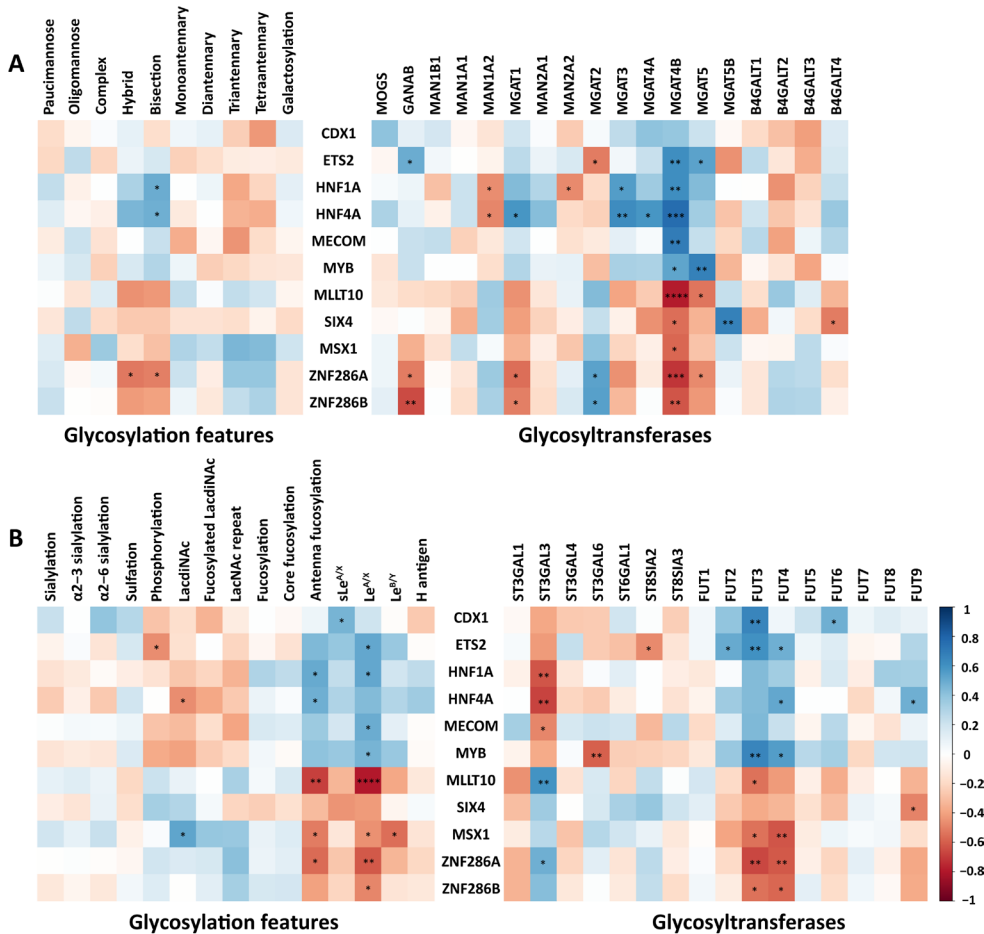 A
Paucimannose
Oligomannose
Complex
Hybrid
Bisection
Monoantennary
Diantennary
Triantennary
Tetraantennary
Galactosylation
MOGS
GANAB
MAN1B1
MAN1A1
MAN1A2
MGAT1
MAN2A1
MAN2A2
MGAT2
MGAT3
MGAT4A
MGAT4B
MGAT5
MGAT5B
B4GALT1
B4GALT2
B4GALT3
B4GALT4
CDX1
ETS2 * * ** *
* HNF1A * * * **
* HNF4A * * ** * ***
MECOM **
MYB * **
MLLT10 **** *
SIX4 * ** *
MSX1 *
* * ZNF286A * * * *** *
ZNF286B ** * * **
Glycosylation features
Glycosyltransferases
B
Sialylation
α2−3 sialylation
α2−6 sialylation
Sulfation
Phosphorylation
LacdiNAc
Fucosylated LacdiNAc
LacNAc repeat
Fucosylation
Core fucosylation
Antenna fucosylation
sLeA/X
LeA/X
LeB/Y
H antigen
ST3GAL1
ST3GAL3
ST3GAL4
ST3GAL6
ST6GAL1
ST8SIA2
ST8SIA3
FUT1
FUT2
FUT3
FUT4
FUT5
FUT6
FUT7
FUT8
FUT9
* CDX1 ** *
* * ETS2 * * ** *
* * HNF1A **
* * HNF4A ** * *
* MECOM *
* MYB ** ** *
** **** MLLT10 ** *
SIX4 *
* * * * MSX1 * **
* ** ZNF286A * ** **
* ZNF286B * *
1
0.8
0.6
0.4
0.2
0
−0.2
−0.4
−0.6
−0.8
−1
Glycosylation features
Glycosyltransferases